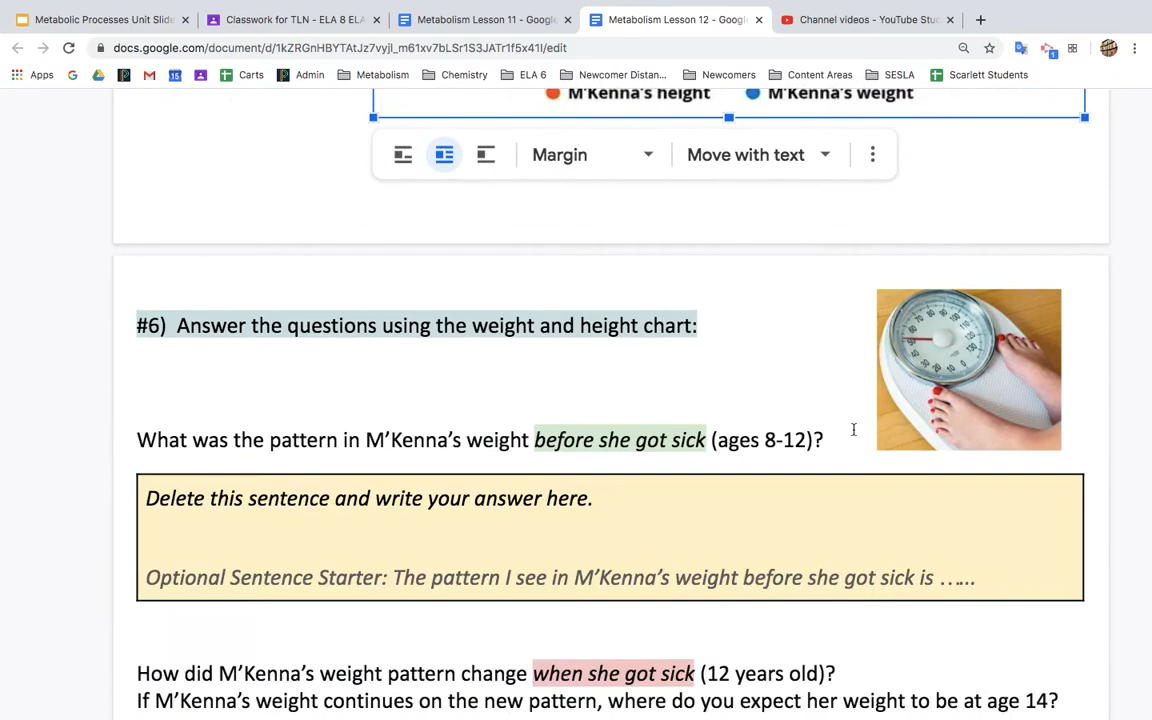 Metabolic Processes Unit Slide
Classwork for TLN - ELA 8 ELA
Metabolism Lesson 11 - Google
Metabolism Lesson 12 - Google
Channel videos - YouTube Stud
docs.google.com/document/d/1kZRGnHBYTAtJz7vyjl_m61xv7bLSr1S3JATr1f5x41I/edit
Apps
Carts
Admin
Metabolism
Chemistry
ELA 6
Newcomer Distan...
Newcomers
Content Areas
SESLA
Scarlett Students
M'Kenna's height
M'Kenna's weight
Margin
Move with text
#6) Answer the questions using the weight and height chart:
What was the pattern in M'Kenna's weight before she got sick (ages 8-12)?
Delete this sentence and write your answer here.
Optional Sentence Starter: The pattern I see in M'Kenna's weight before she got sick is ......
How did M'Kenna's weight pattern change when she got sick (12 years old)?
If M'Kenna's weight continues on the new pattern, where do you expect her weight to be at age 14?